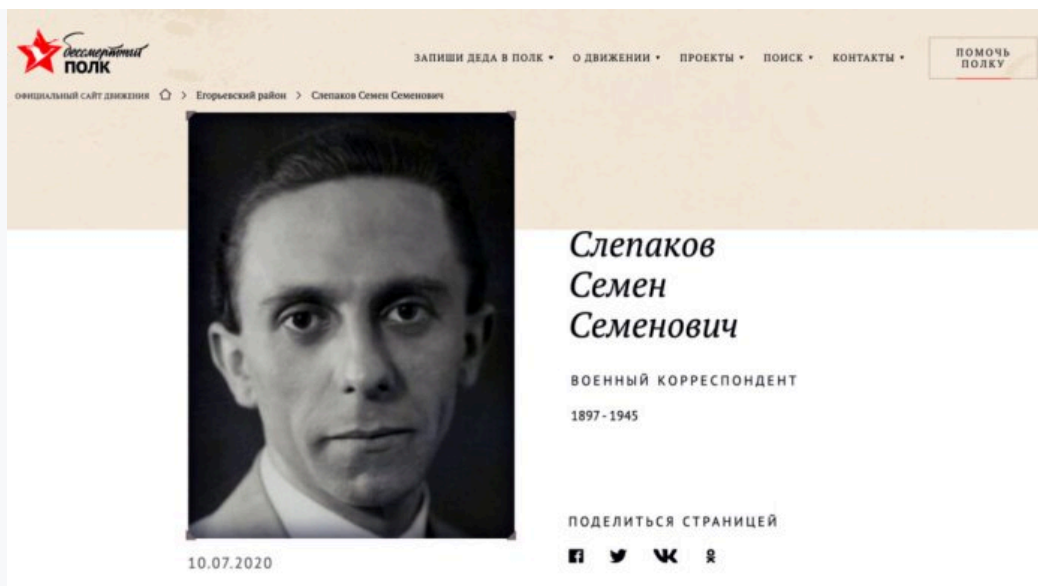 бессмертный
ПОЛК
ЗАПИШИ ДЕДА В ПОЛК
О ДВИЖЕНИИ
ПРОЕКТЫ
ПОИСК
КОНТАКТЫ
ПОМОЧЬ
ПОЛКУ
ОФИЦИАЛЬНЫЙ САЙТ ДВИЖЕНИЯ > Егорьевский район > Слепаков Семен Семенович
Слепаков
Семен
Семенович
ВОЕННЫЙ КОРРЕСПОНДЕНТ
1897-1945
ПОДЕЛИТЬСЯ СТРАНИЦЕЙ
10.07.2020